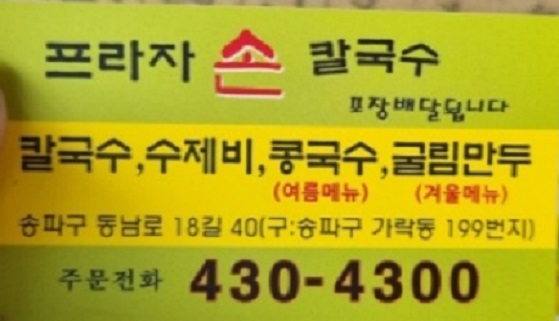 프라자 손 칼국수
포장배달됩니다
칼국수,수제비,콩국수,굴림만두
(여름메뉴) (겨울메뉴)
송파구 동남로 18길 40(구:송파구 가락동 199번지)
주문전화 430-4300